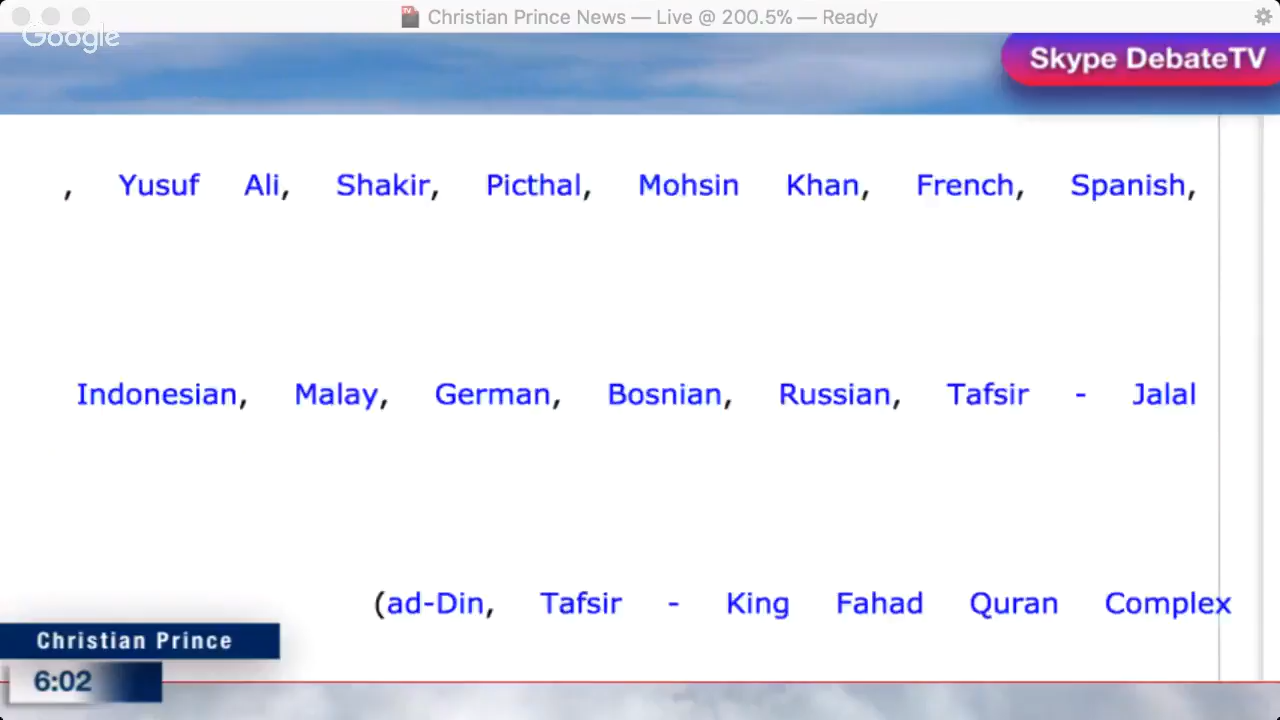 Christian Prince News — Live @ 200.5% — Ready
Google
Skype DebateTV
, Yusuf Ali, Shakir, Picthal, Mohsin Khan, French, Spanish,
Indonesian, Malay, German, Bosnian, Russian, Tafsir - Jalal
(ad-Din, Tafsir - King Fahad Quran Complex
Christian Prince
6:02